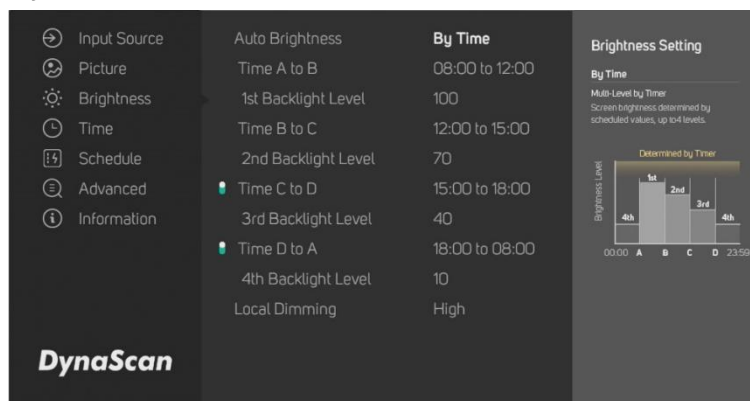 Input Source
Picture
Brightness
Time
Schedule
Advanced
Information
DynaScan
Auto Brightness By Time
Time A to B 08:00 to 12:00
1st Backlight Level 100
Time B to C 12:00 to 15:00
2nd Backlight Level 70
Time C to D 15:00 to 18:00
3rd Backlight Level 40
Time D to A 18:00 to 08:00
4th Backlight Level 10
Local Dimming High
Brightness Setting
By Time
Multi-Level by Timer
Screen brightness determined by
scheduled values, up to4 levels.
Determined by Timer
Brightness Level
4th 1st 2nd 3rd 4th
00:00 A B C D 23:59